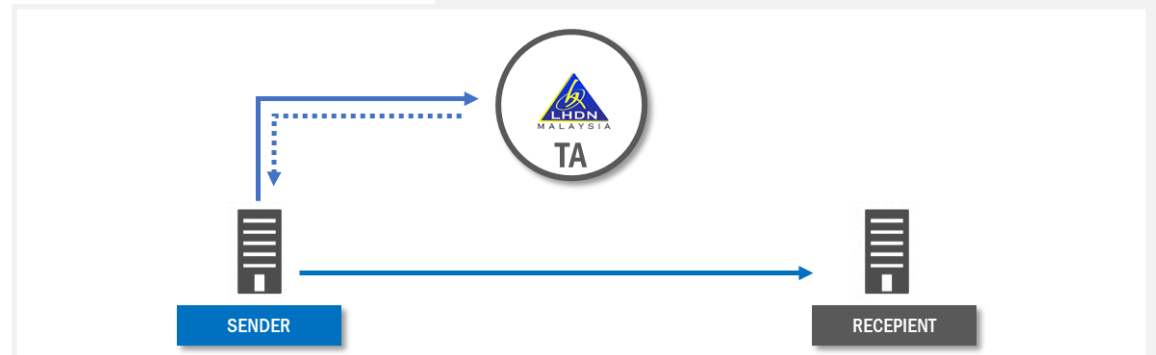 LHDN
MALAYSIA
TA
SENDER
RECEPIENT